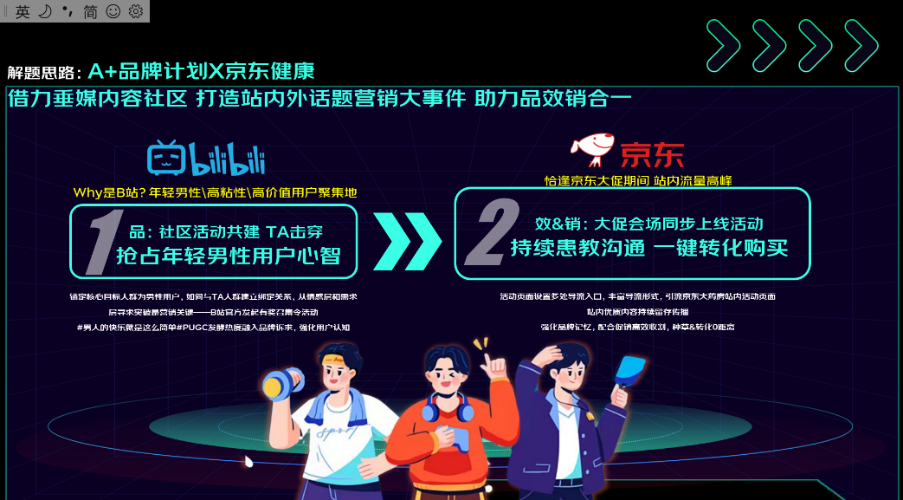 英 简
解题思路：A+品牌计划X京东健康
借力垂媒内容社区 打造站内外话题营销大事件 助力品效销合一
bilibili
京东
Why是B站？年轻男性\高粘性\高价值用户聚集地
恰逢京东大促期间 站内流量高峰
1
品：社区活动共建 TA击穿
抢占年轻男性用户心智
2
效&销：大促会场同步上线活动
持续患教沟通 一键转化购买
锚定核心目标人群为男性用户，如何与TA人群建立绑定关系，从情感层和需求
层寻求突破是营销关键——B站官方发起有奖召集令活动
#男人的快乐就是这么简单#PUGC发酵热度融入品牌诉求，强化用户认知
活动页面设置多处导流入口，丰富导流形式，引流京东大药房站内活动页面
站内优质内容持续留存传播
强化品牌记忆，配合促销高效收割，种草&转化0距离
sport